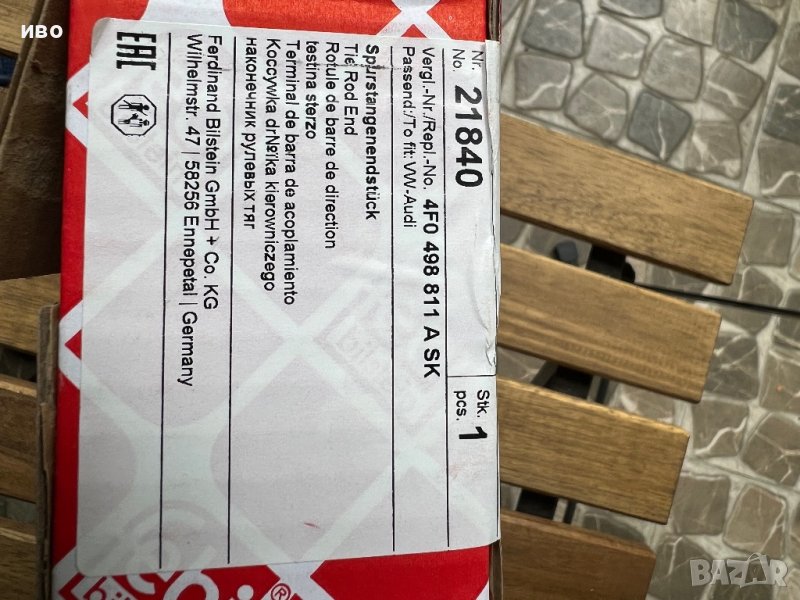 Nr.
No. 21840
Stk.
pcs. 1
Vergl.-Nr./Repl.-No. 4F0 498 811 A SK
Passend:/To fit: VW-Audi
Spurstangenendstück
Tie Rod End
Rotule de barre de direction
testina sterzo
Terminal de barra de acoplamiento
Kocсуvka dr№іka kierowniczego
наконечник рулевых тяг
Ferdinand Bilstein GmbH + Co. KG
Wilhelmstr. 47 | 58256 Ennepetal | Germany
EAC
иво
BAZAR